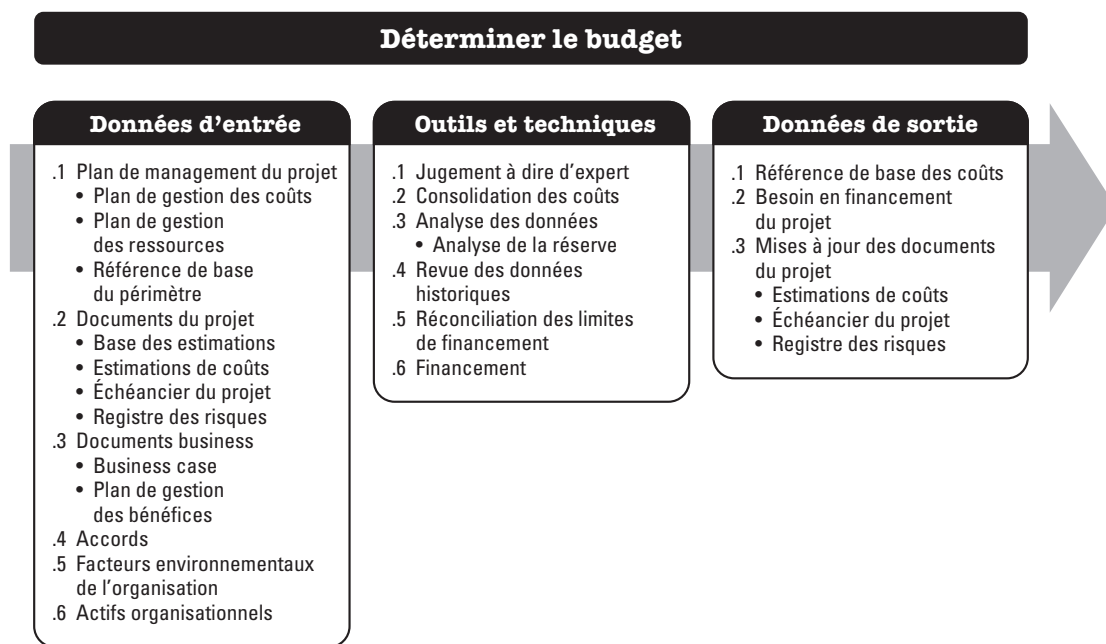 Déterminer le budget
Données d’entrée
.1 Plan de management du projet
• Plan de gestion des coûts
• Plan de gestion
des ressources
• Référence de base
du périmètre
.2 Documents du projet
• Base des estimations
• Estimations de coûts
• Échéancier du projet
• Registre des risques
.3 Documents business
• Business case
• Plan de gestion
des bénéfices
.4 Accords
.5 Facteurs environnementaux
de l’organisation
.6 Actifs organisationnels
Outils et techniques
.1 Jugement à dire d’expert
.2 Consolidation des coûts
.3 Analyse des données
• Analyse de la réserve
.4 Revue des données
historiques
.5 Réconciliation des limites
de financement
.6 Financement
Données de sortie
.1 Référence de base des coûts
.2 Besoin en financement
du projet
.3 Mises à jour des documents
du projet
• Estimations de coûts
• Échéancier du projet
• Registre des risques